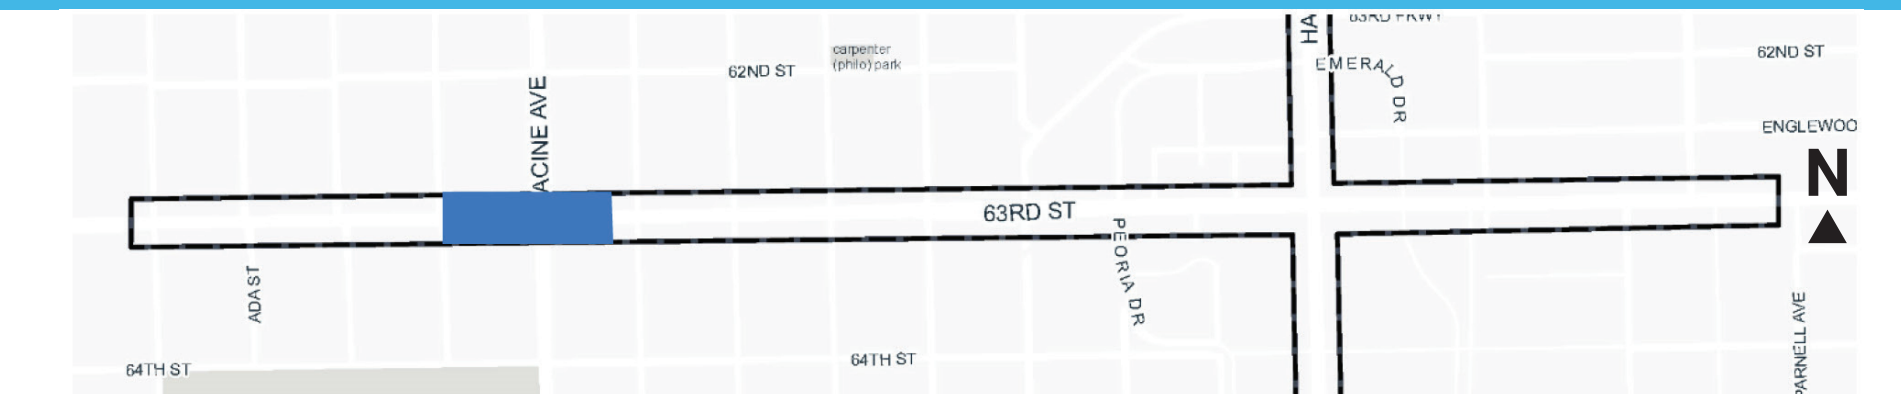 HA
62ND ST
carpenter
(philo) park
EMERALD DR
62ND ST
ACINE AVE
ENGLEWOO
N
63RD ST
PEORIA DR
ADA ST
PARNELL AVE
64TH ST
64TH ST